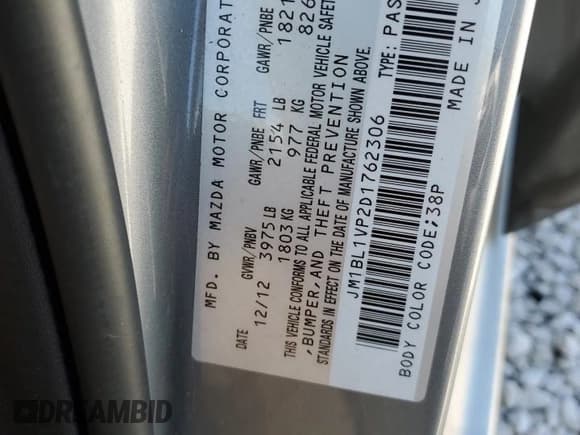 MFD. BY MAZDA MOTOR CORPORAT
DATE GVWR/PNBV GAWR/PNBE FRT GAWR/PNBE
12/12 3975 LB 2154 LB 1821
1803 KG 977 KG 826
THIS VEHICLE CONFORMS TO ALL APPLICABLE FEDERAL MOTOR VEHICLE SAFET
, BUMPER, AND THEFT PREVENTION
STANDARDS IN EFFECT ON THE DATE OF MANUFACTURE SHOWN ABOVE.
JM1BL1VP2D1762306 TYPE: PAS
BODY COLOR CODE;38P MADE IN J
DREAMBID